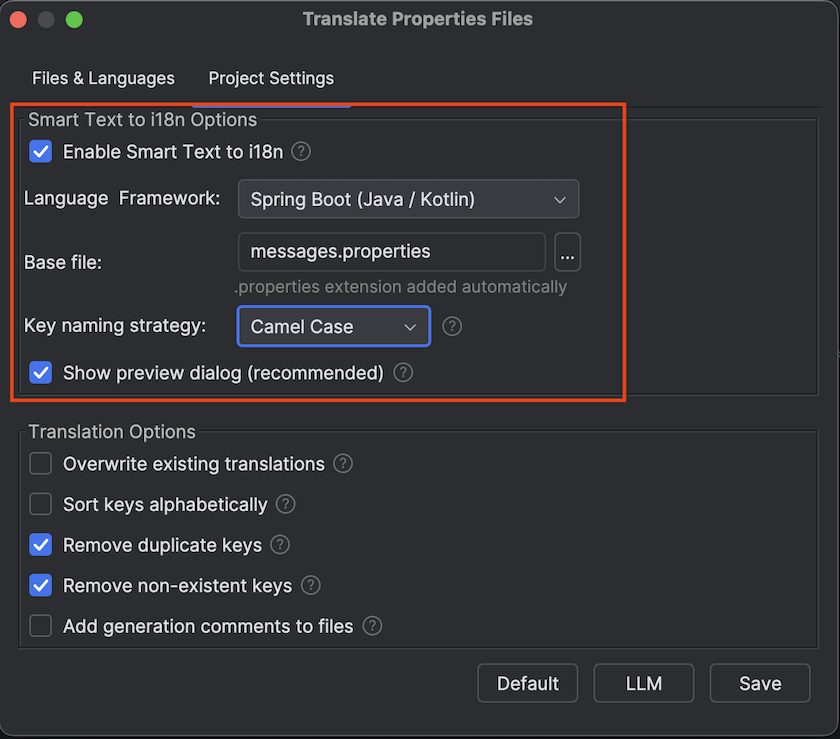 Translate Properties Files
Files & Languages Project Settings
Smart Text to i18n Options
Enable Smart Text to i18n ?
Language Framework: Spring Boot (Java / Kotlin)
Base file: messages.properties ...
.properties extension added automatically
Key naming strategy: Camel Case ?
Show preview dialog (recommended) ?
Translation Options
Overwrite existing translations ?
Sort keys alphabetically ?
Remove duplicate keys ?
Remove non-existent keys ?
Add generation comments to files ?
Default LLM Save